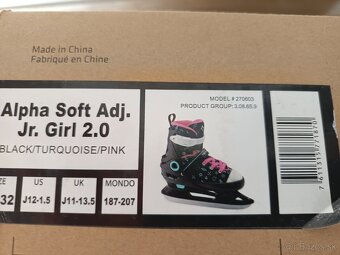 Made in China
Fabriqué en Chine
Alpha Soft Adj.
Jr. Girl 2.0
BLACK/TURQUOISE/PINK
MODEL # 270603
PRODUCT GROUP: 3.08.65.9
US UK MONDO
32 J12-1.5 J11-13.5 187-207